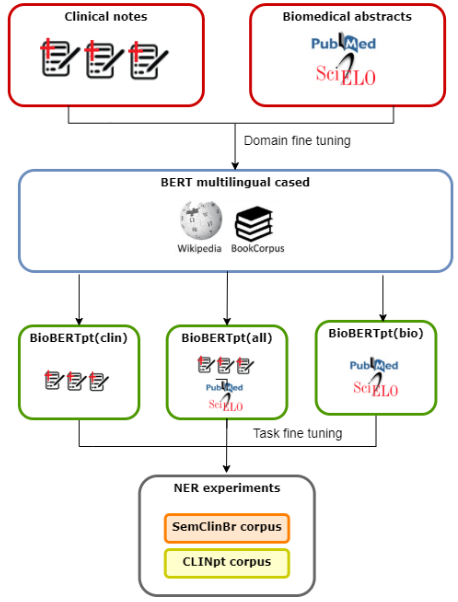 Clinical notes
Biomedical abstracts
PubMed
SciELO
Domain fine tuning
BERT multilingual cased
Wikipedia
BookCorpus
BioBERTpt(clin)
BioBERTpt(all)
BioBERTpt(bio)
PubMed
SciELO
PubMed
SciELO
Task fine tuning
NER experiments
SemClinBr corpus
CLINpt corpus